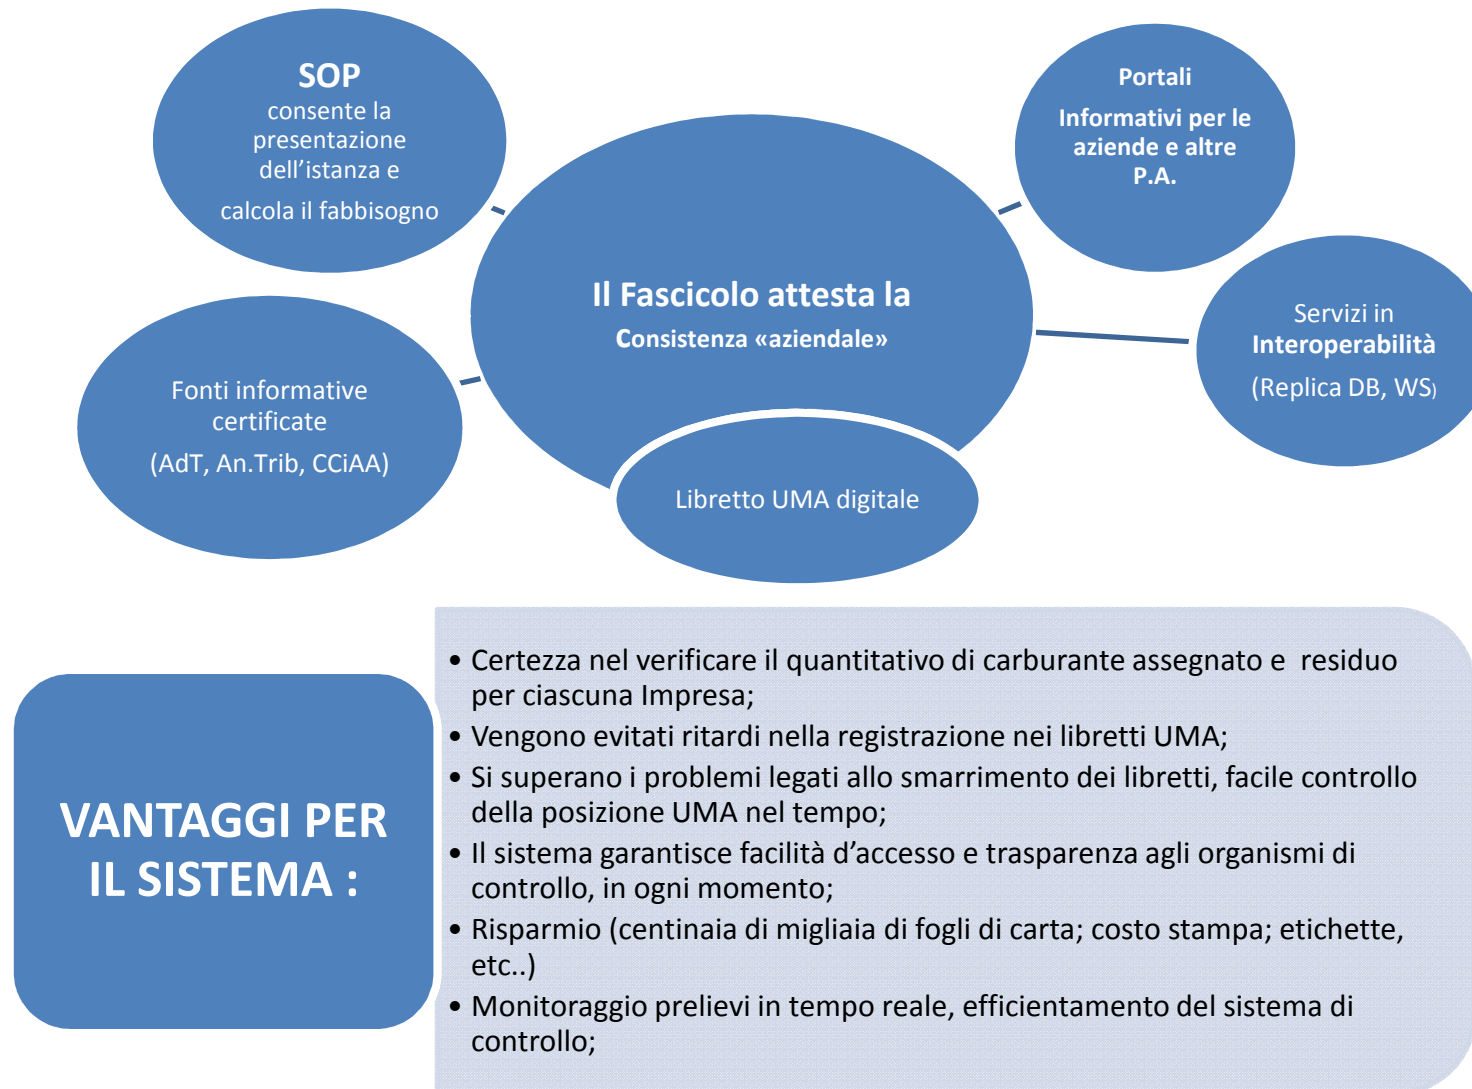 SOP
consente la
presentazione
dell'istanza e
calcola il fabbisogno
Portali
Informativi per le
aziende e altre
P.A.
Il Fascicolo attesta la
Consistenza «aziendale»
Servizi in
Interoperabilità
(Replica DB, WS)
Fonti informative
certificate
(AdT, An.Trib, CCiAA)
Libretto UMA digitale
VANTAGGI PER
IL SISTEMA :
• Certezza nel verificare il quantitativo di carburante assegnato e  residuo
per ciascuna Impresa;
• Vengono evitati ritardi nella registrazione nei libretti UMA;
• Si superano i problemi legati allo smarrimento dei libretti, facile controllo
della posizione UMA nel tempo;
• Il sistema garantisce facilità d'accesso e trasparenza agli organismi di
controllo, in ogni momento;
• Risparmio (centinaia di migliaia di fogli di carta; costo stampa; etichette,
etc..)
• Monitoraggio prelievi in tempo reale, efficientamento del sistema di
controllo;